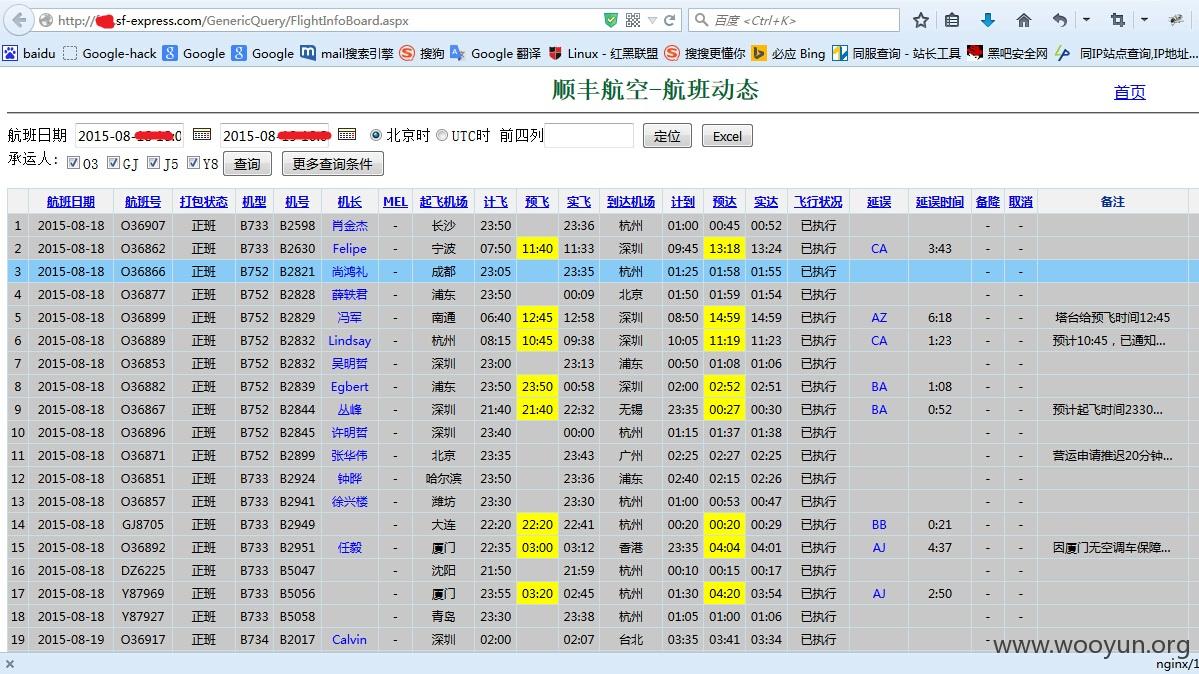 http:// .sf-express.com/GenericQuery/FlightInfoBoard.aspx 百度 <Ctrl+K>
baidu Google-hack Google Google mail搜索引擎 搜狗 Google 翻译 Linux - 红黑联盟 搜搜更懂你 必应 Bing 同服查询 - 站长工具 黑吧安全网 同IP站点查询,IP地址...
顺丰航空-航班动态 首页
航班日期 2015-08- 2015-08- 北京时 UTC时 前四列 定位 Excel
承运人: O3 GJ J5 Y8 查询 更多查询条件
航班日期 航班号 打包状态 机型 机号 机长 MEL 起飞机场 计飞 预飞 实飞 到达机场 计到 预达 实达 飞行状况 延误 延误时间 备降 取消 备注
1 2015-08-18 O36907 正班 B733 B2598 肖金杰 - 长沙 23:50 23:36 杭州 01:00 00:45 00:52 已执行 - -
2 2015-08-18 O36862 正班 B733 B2630 Felipe - 宁波 07:50 11:40 11:33 深圳 09:45 13:18 13:24 已执行 CA 3:43 - -
3 2015-08-18 O36866 正班 B752 B2821 尚鸿礼 - 成都 23:05 23:35 杭州 01:25 01:58 01:55 已执行 - -
4 2015-08-18 O36877 正班 B752 B2828 薛轶君 - 浦东 23:50 00:09 北京 01:50 01:59 01:54 已执行 - -
5 2015-08-18 O36899 正班 B752 B2829 冯军 - 南通 06:40 12:45 12:58 深圳 08:50 14:59 14:59 已执行 AZ 6:18 - - 塔台给预飞时间12:45
6 2015-08-18 O36889 正班 B752 B2832 Lindsay - 杭州 08:15 10:45 09:38 深圳 10:05 11:19 11:23 已执行 CA 1:23 - - 预计10:45，已通知...
7 2015-08-18 O36853 正班 B752 B2832 吴明哲 - 深圳 23:00 23:13 浦东 00:50 01:08 01:06 已执行 - -
8 2015-08-18 O36882 正班 B752 B2839 Egbert - 浦东 23:50 23:50 00:58 深圳 02:00 02:52 02:51 已执行 BA 1:08 - -
9 2015-08-18 O36867 正班 B752 B2844 丛峰 - 深圳 21:40 21:40 22:32 无锡 23:35 00:27 00:30 已执行 BA 0:52 - - 预计起飞时间2330...
10 2015-08-18 O36896 正班 B752 B2845 许明哲 - 深圳 23:40 00:00 杭州 01:15 01:37 01:38 已执行 - -
11 2015-08-18 O36871 正班 B752 B2899 张华伟 - 北京 23:35 23:43 广州 02:25 02:27 02:25 已执行 - - 营运申请推迟20分钟...
12 2015-08-18 O36851 正班 B733 B2924 钟晔 - 哈尔滨 23:50 23:36 浦东 02:40 02:15 02:26 已执行 - -
13 2015-08-18 O36857 正班 B733 B2941 徐兴楼 - 潍坊 23:30 23:30 杭州 01:00 00:53 00:47 已执行 - -
14 2015-08-18 GJ8705 正班 B733 B2949 - 大连 22:20 22:20 22:41 杭州 00:20 00:20 00:29 已执行 BB 0:21 - -
15 2015-08-18 O36892 正班 B733 B2951 任毅 - 厦门 22:35 03:00 03:12 香港 23:35 04:04 04:01 已执行 AJ 4:37 - - 因厦门无空调车保障...
16 2015-08-18 DZ6225 正班 B733 B5047 - 沈阳 21:50 21:59 杭州 00:10 00:15 00:17 已执行 - -
17 2015-08-18 Y87969 正班 B733 B5056 - 厦门 23:55 03:20 02:45 杭州 01:30 04:20 03:54 已执行 AJ 2:50 - -
18 2015-08-18 Y87927 正班 B733 B5058 - 青岛 23:30 23:38 杭州 01:05 01:00 01:06 已执行 - -
19 2015-08-19 O36917 正班 B734 B2017 Calvin - 深圳 02:00 02:07 台北 03:35 03:41 03:34 已执行 - -
www.wooyun.org
nginx/1